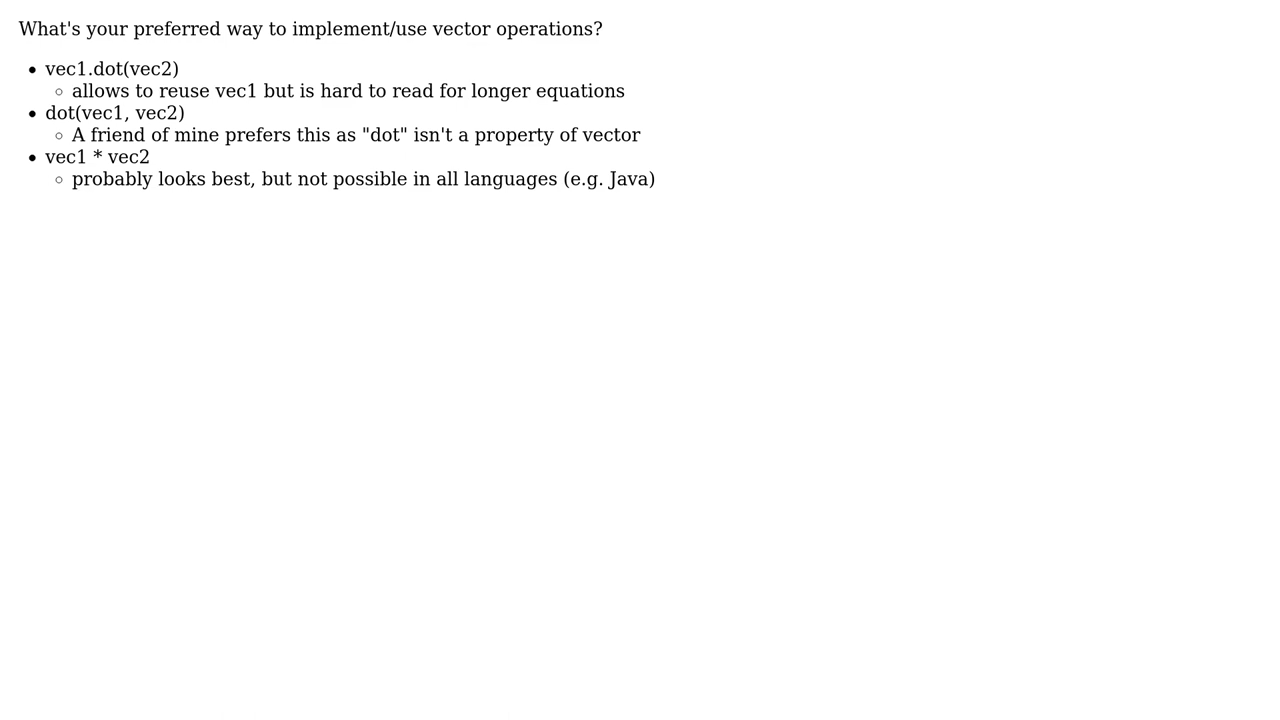 What's your preferred way to implement/use vector operations?
• vec1.dot(vec2)
◦ allows to reuse vec1 but is hard to read for longer equations
• dot(vec1, vec2)
◦ A friend of mine prefers this as "dot" isn't a property of vector
• vec1 * vec2
◦ probably looks best, but not possible in all languages (e.g. Java)